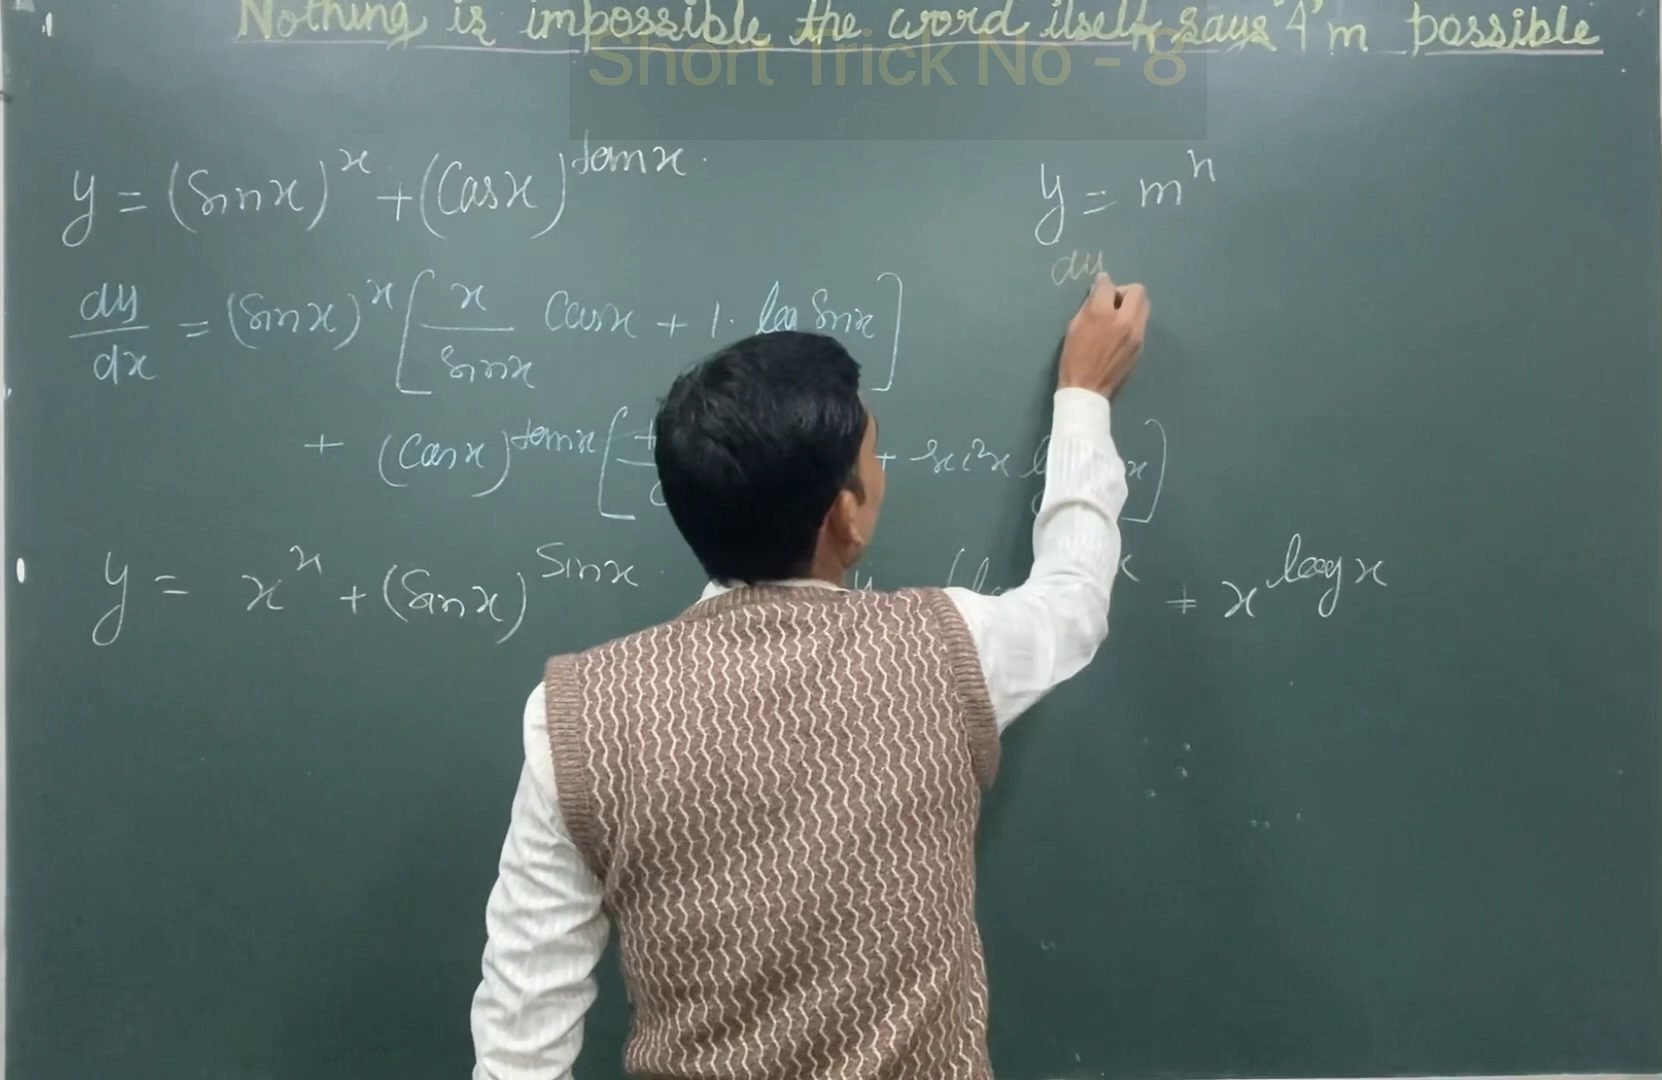 Nothing is impossible the word itself says 'I'm possible
Short Trick No - 8
y = (Sinx)^x + (Cosx)^tanx
y = m^n
dy
dy/dx = (Sinx)^x [x/Sinx Cosx + 1. log Sinx]
+ (Cosx)^tanx [ + sec²x
y = x^x + (Sinx)^Sinx
+ x^logx